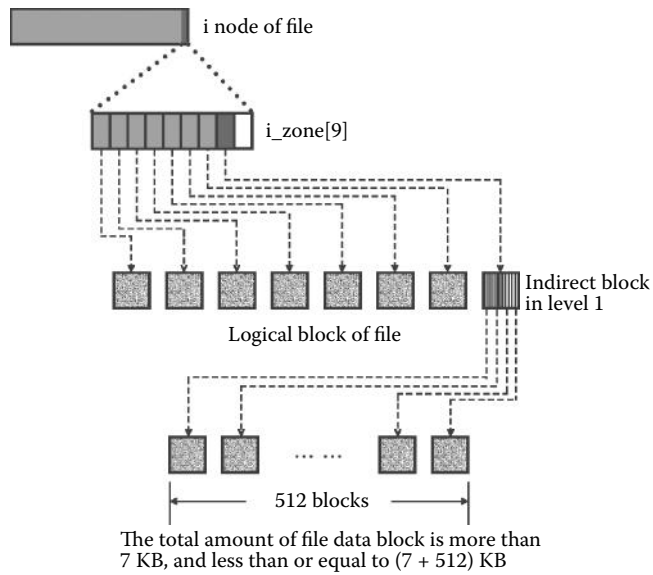 i node of file
i_zone[9]
Indirect block
in level 1
Logical block of file
... ...
512 blocks
The total amount of file data block is more than
7 KB, and less than or equal to (7 + 512) KB